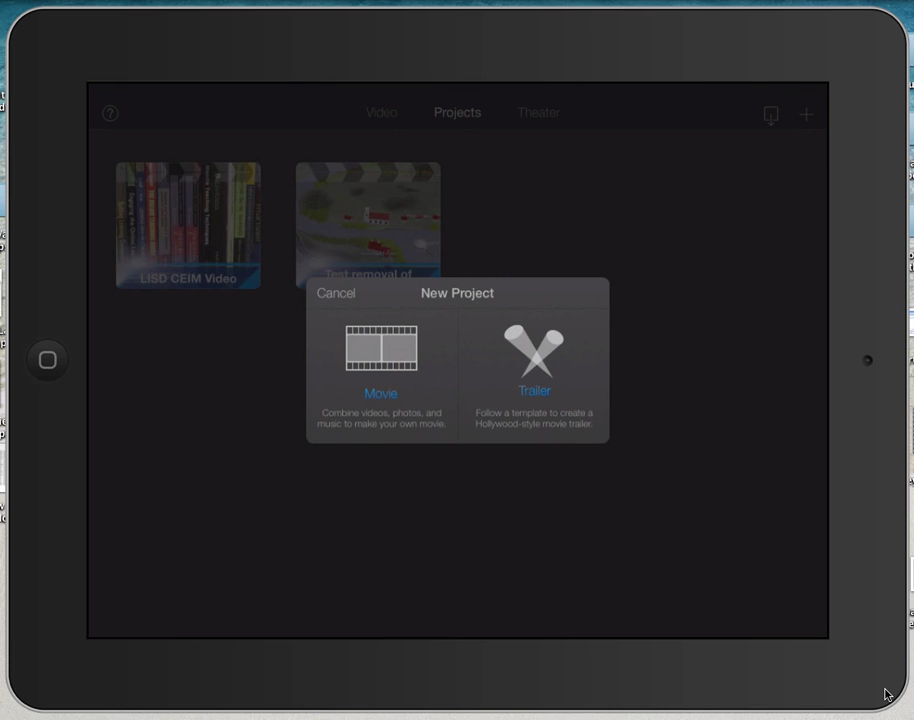 ?
Video Projects Theater
LISD CEIM Video
Test removal of
Cancel New Project
Movie
Combine videos, photos, and
music to make your own movie.
Trailer
Follow a template to create a
Hollywood-style movie trailer.